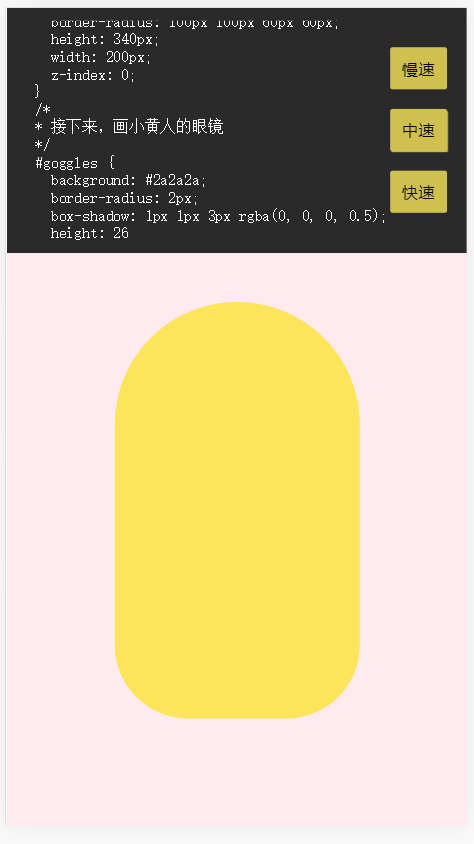 border-radius: 100px 100px 60px 60px;
height: 340px;
width: 200px;
z-index: 0;
}
/*
* 接下来，画小黄人的眼镜
*/
#goggles {
background: #2a2a2a;
border-radius: 2px;
box-shadow: 1px 1px 3px rgba(0, 0, 0, 0.5);
height: 26
慢速
中速
快速